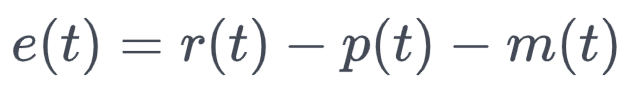 e(t) = r(t) − p(t) − m(t)